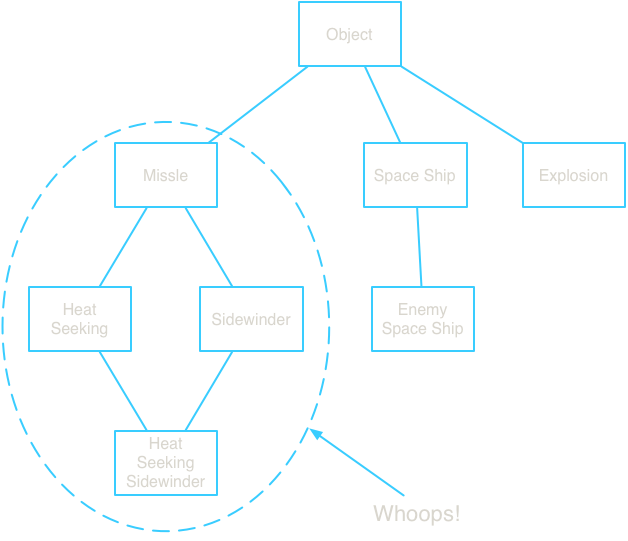 Object
Missle
Space Ship
Explosion
Heat
Seeking
Sidewinder
Enemy
Space Ship
Heat
Seeking
Sidewinder
Whoops!